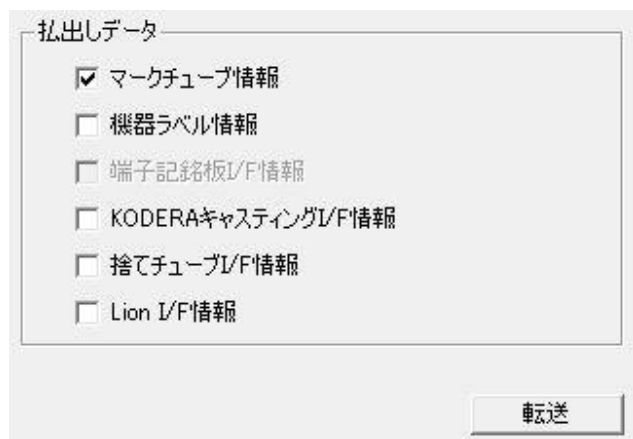 払出しデータ
マークチューブ情報
機器ラベル情報
端子記銘板I/F情報
KODERAキャスティングI/F情報
捨てチューブI/F情報
Lion I/F情報
転送